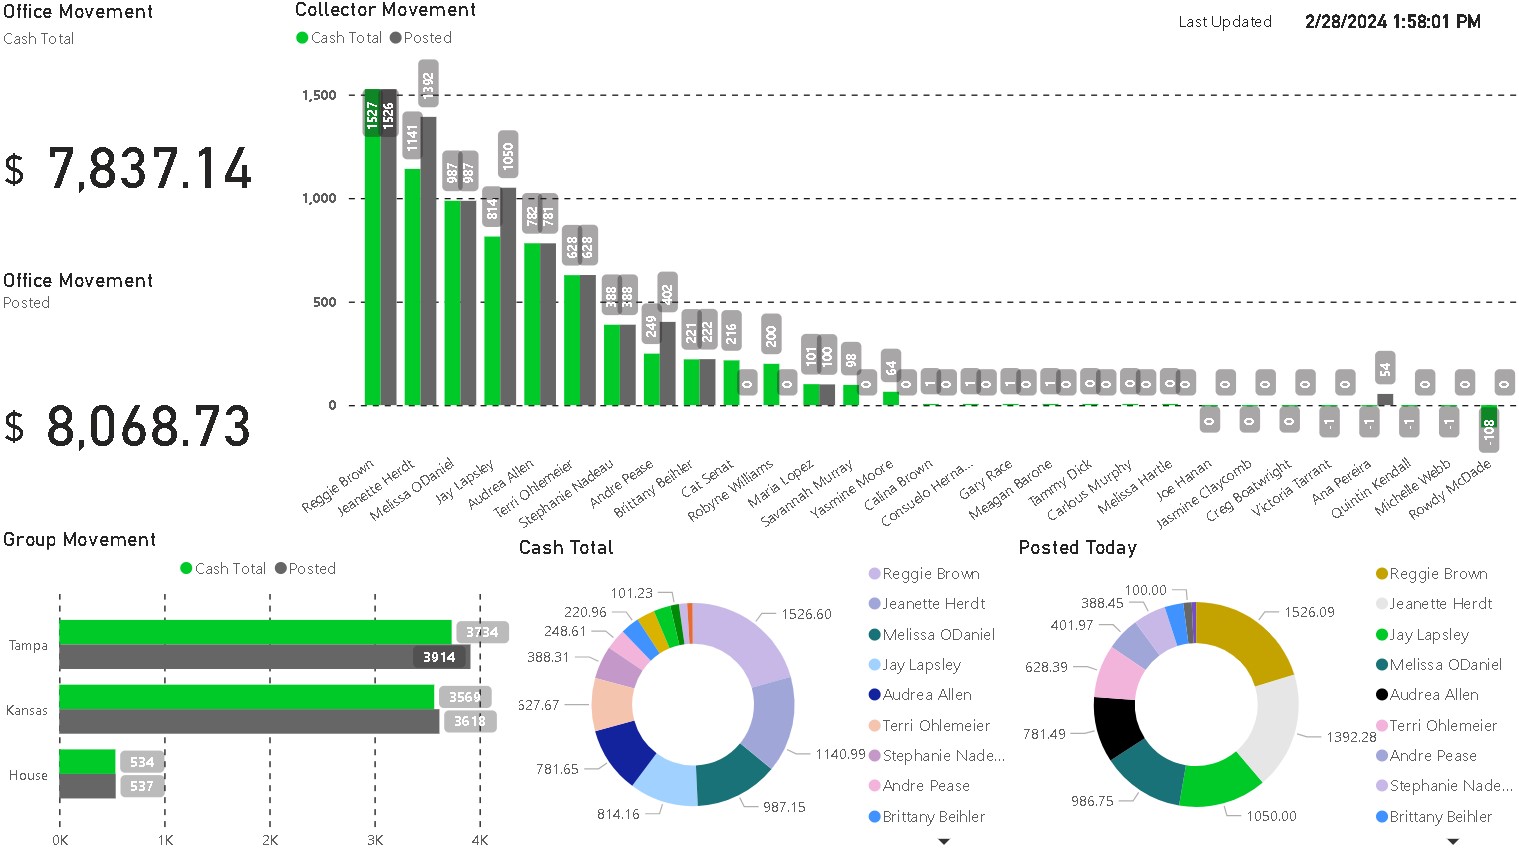 Office Movement
Cash Total
$ 7,837.14
Office Movement
Posted
$ 8,068.73
Collector Movement
Cash Total Posted
Last Updated 2/28/2024 1:58:01 PM
1,500
1,000
500
0
1527 1526 1141 1392 987 987 814 1050 782 781 628 628 388 388 249 402 221 222 216 0 200 0 101 100 98 0 64 0 1 0 1 0 1 0 1 0 0 0 0 0 0 0 0 0 0 0 0 0 -1 0 -1 54 -1 0 -1 0 -108 0
Reggie Brown
Jeanette Herdt
Melissa ODaniel
Jay Lapsley
Audrea Allen
Terri Ohlemeier
Stephanie Nadeau
Andre Pease
Brittany Beihler
Cat Senat
Robyne Williams
Maria Lopez
Savannah Murray
Yasmine Moore
Calina Brown
Consuelo Herna...
Gary Race
Meagan Barone
Tammy Dick
Carlous Murphy
Melissa Hartle
Joe Hanan
Jasmine Claycomb
Creg Boatwright
Victoria Tarrant
Ana Pereira
Quintin Kendall
Michelle Webb
Rowdy McDade
Group Movement
Cash Total Posted
Tampa
3734
3914
Kansas
3569
3618
House
534
537
0K 1K 2K 3K 4K
Cash Total
101.23
220.96
248.61
388.31
627.67
781.65
814.16
987.15
1140.99
1526.60
Reggie Brown
Jeanette Herdt
Melissa ODaniel
Jay Lapsley
Audrea Allen
Terri Ohlemeier
Stephanie Nade...
Andre Pease
Brittany Beihler
Posted Today
100.00
388.45
401.97
628.39
781.49
986.75
1050.00
1392.28
1526.09
Reggie Brown
Jeanette Herdt
Jay Lapsley
Melissa ODaniel
Audrea Allen
Terri Ohlemeier
Andre Pease
Stephanie Nade...
Brittany Beihler